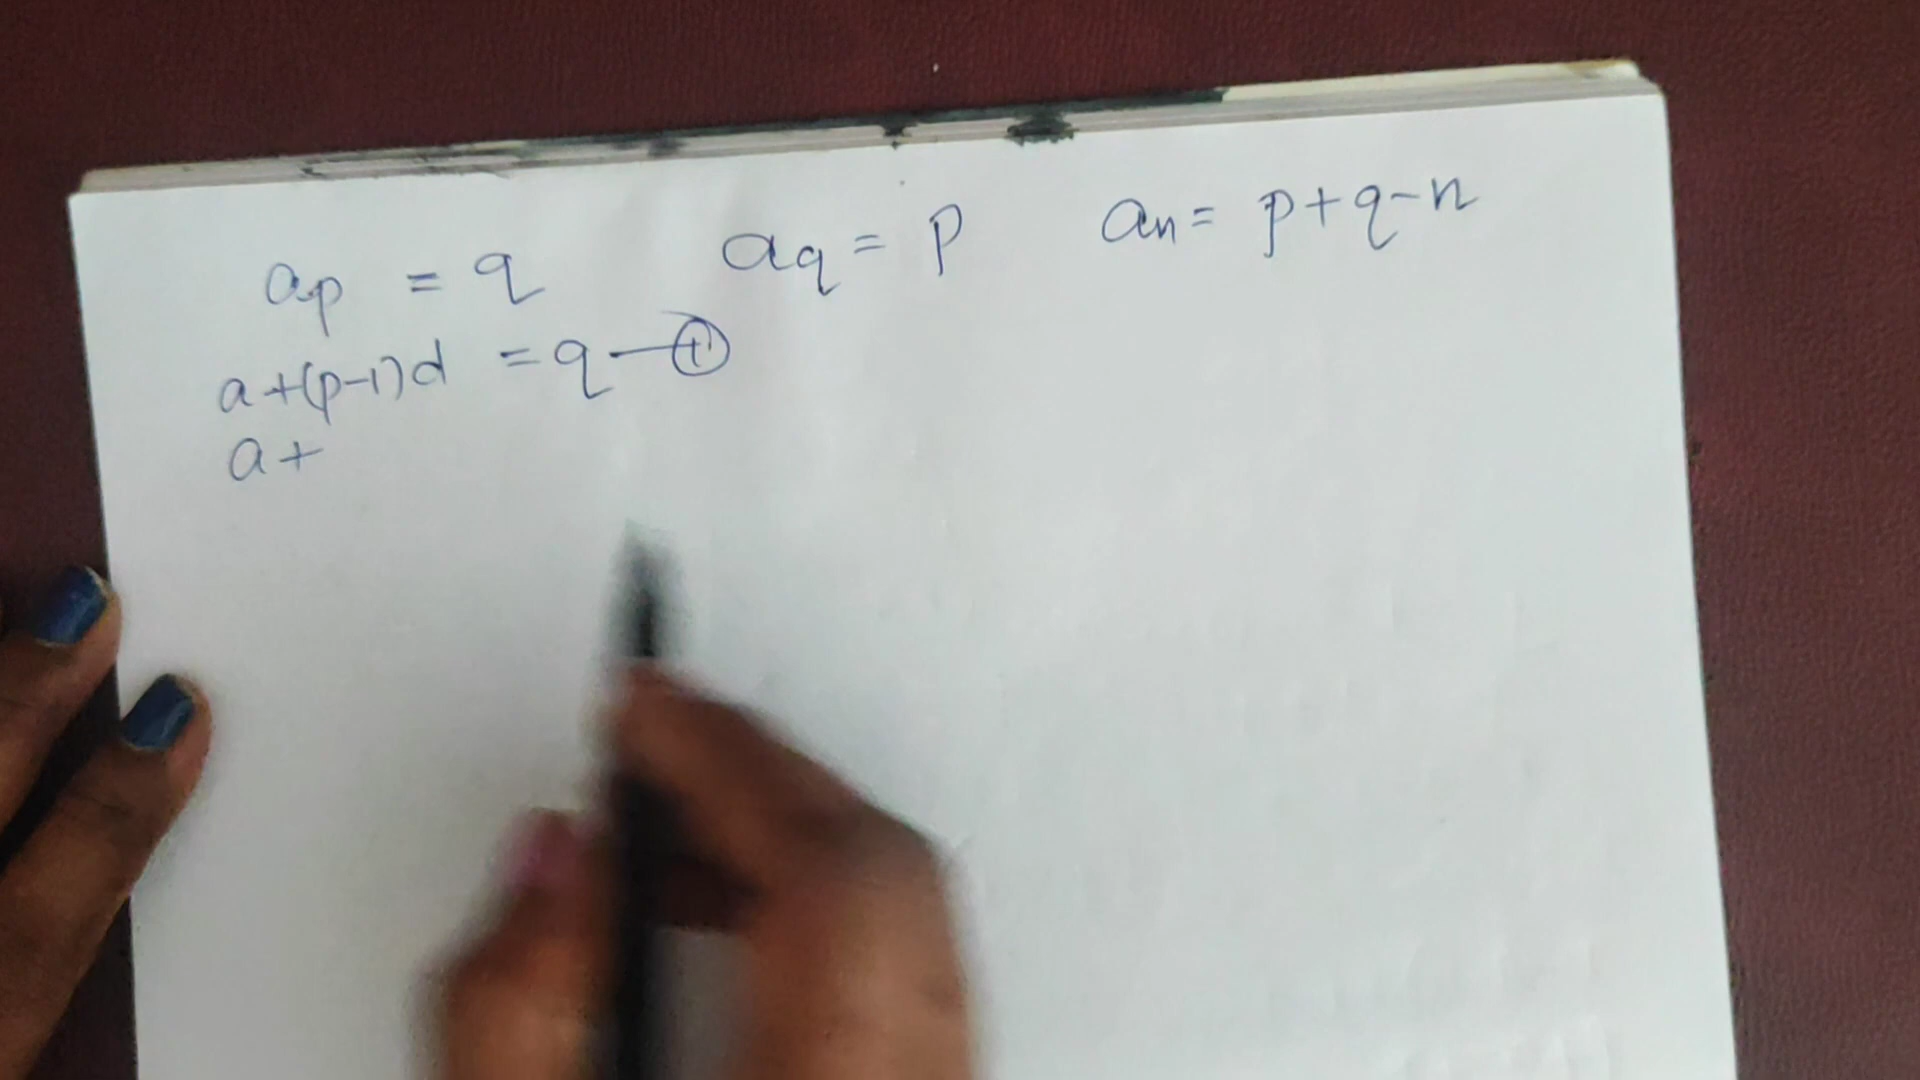 ap = q aq = p an = p+q-n
a+(p-1)d = q — ①
a+